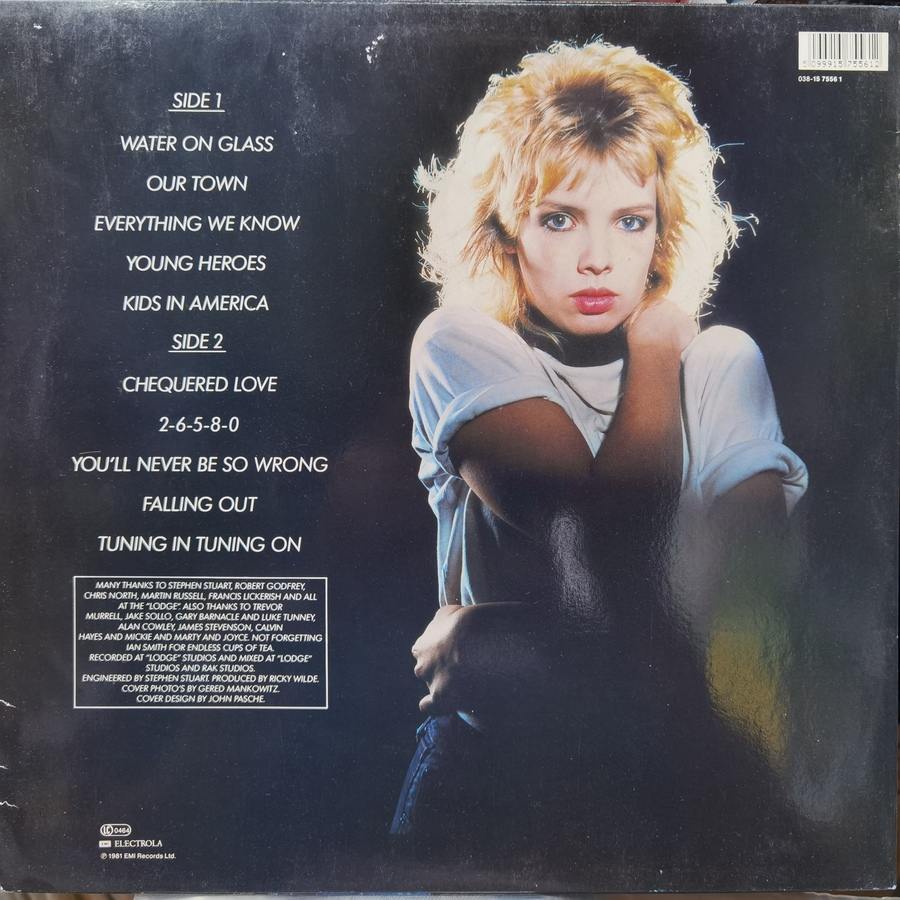 SIDE 1
WATER ON GLASS
OUR TOWN
EVERYTHING WE KNOW
YOUNG HEROES
KIDS IN AMERICA
SIDE 2
CHEQUERED LOVE
2-6-5-8-0
YOU'LL NEVER BE SO WRONG
FALLING OUT
TUNING IN TUNING ON
MANY THANKS TO STEPHEN STUART, ROBERT GODFREY,
CHRIS NORTH, MARTIN RUSSELL, FRANCIS LICKERISH AND ALL
AT THE "LODGE". ALSO THANKS TO TREVOR
MURRELL, JAKE SOLLO, GARY BARNACLE AND LUKE TUNNEY,
ALAN COWLEY, JAMES STEVENSON, CALVIN
HAYES AND MICKIE AND MARTY AND JOYCE. NOT FORGETTING
IAN SMITH FOR ENDLESS CUPS OF TEA.
RECORDED AT "LODGE" STUDIOS AND MIXED AT "LODGE"
STUDIOS AND RAK STUDIOS.
ENGINEERED BY STEPHEN STUART. PRODUCED BY RICKY WILDE.
COVER PHOTO'S BY GERED MANKOWITZ.
COVER DESIGN BY JOHN PASCHE.
LC 0464
EMI ELECTROLA
℗ 1981 EMI Records Ltd.
5 099915 755612
038-15 7556 1